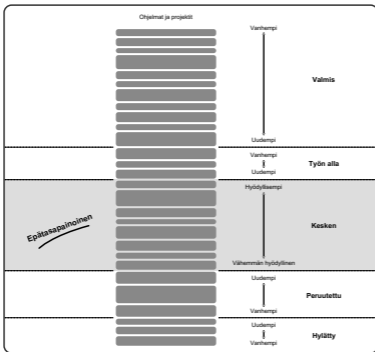 Ohjelmat ja projektit
Vanhempi
Valmis
Uudempi
Vanhempi
Työn alla
Uudempi
Hyödyllisempi
Epätasapainoinen
Kesken
Vähemmän hyödyllinen
Uudempi
Peruutettu
Vanhempi
Uudempi
Hylätty
Vanhempi